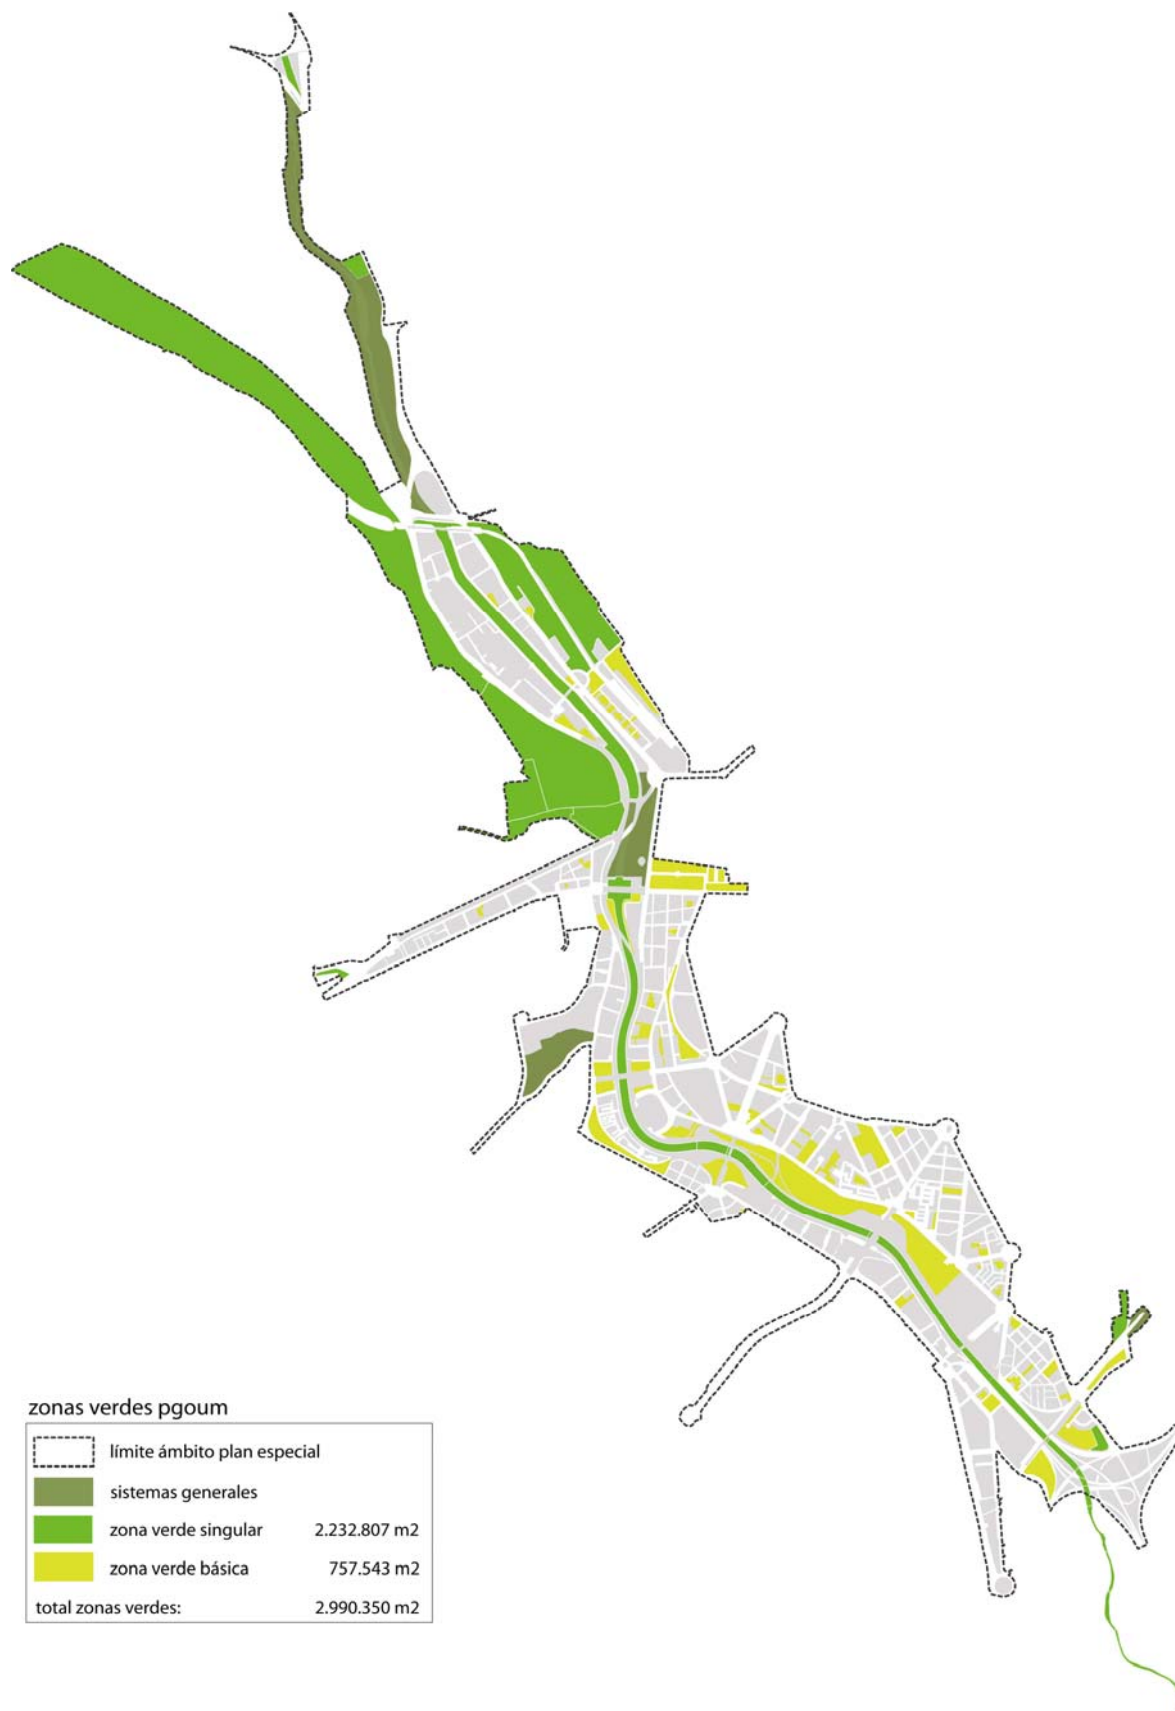 zonas verdes pgoum
límite ámbito plan especial
sistemas generales
zona verde singular 2.232.807 m2
zona verde básica 757.543 m2
total zonas verdes: 2.990.350 m2